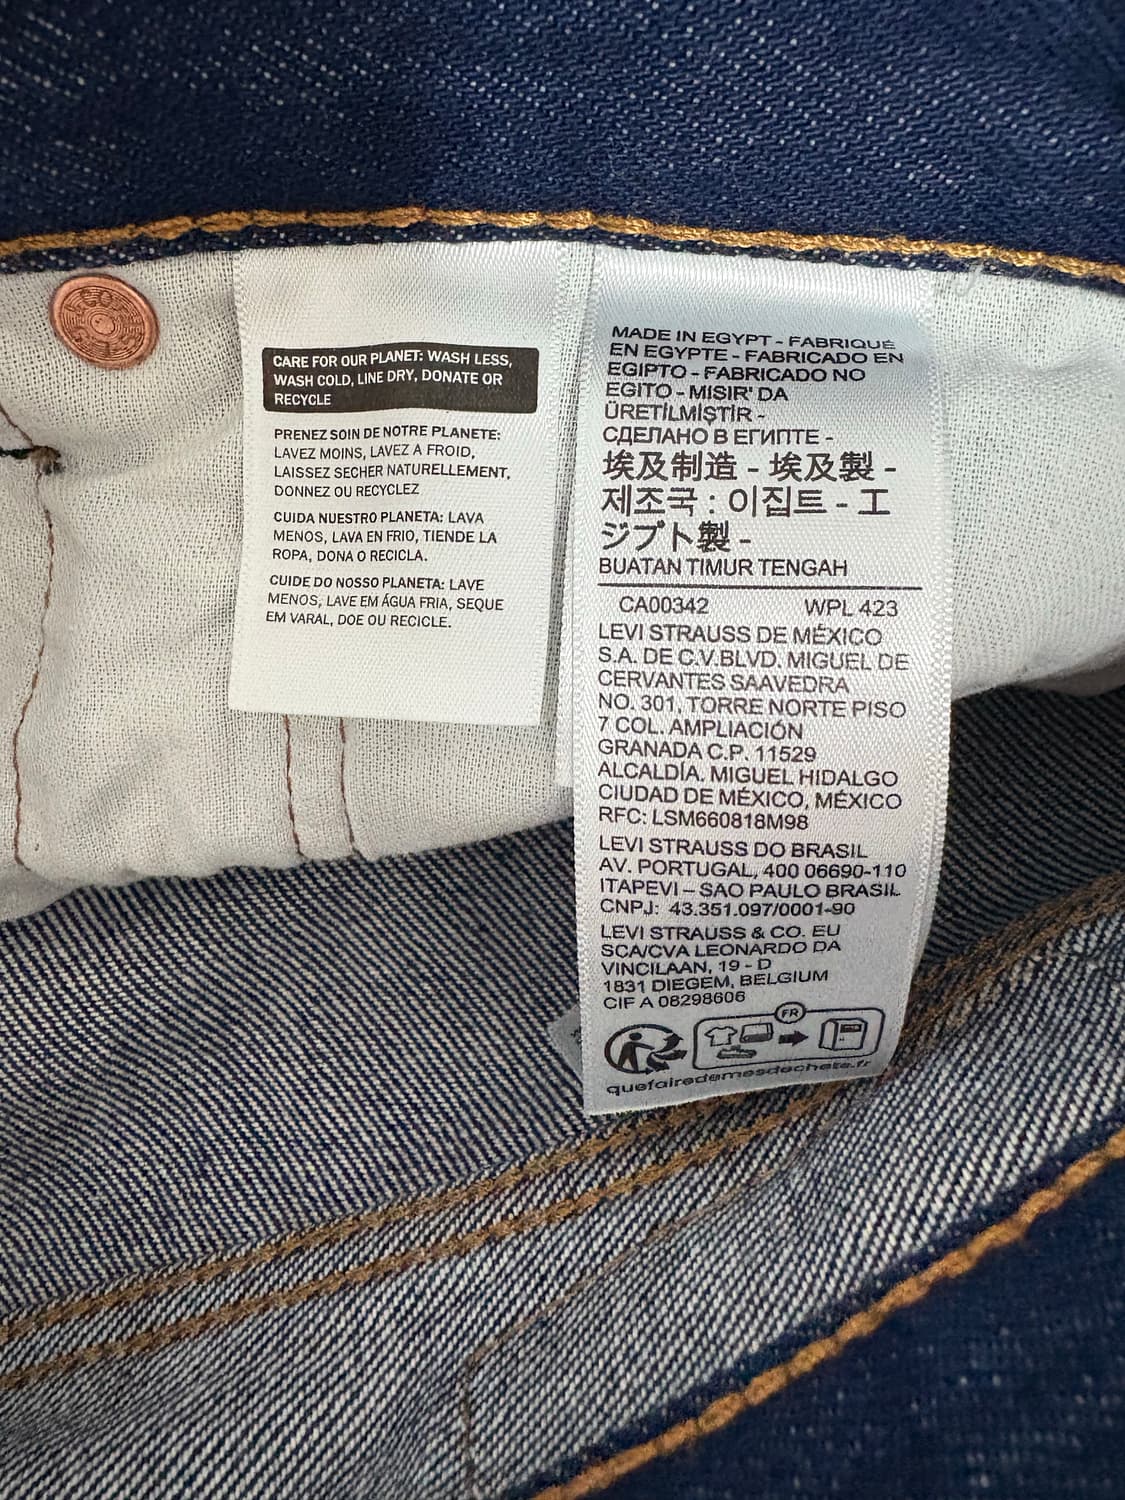 CARE FOR OUR PLANET: WASH LESS,
WASH COLD, LINE DRY, DONATE OR
RECYCLE
PRENEZ SOIN DE NOTRE PLANETE:
LAVEZ MOINS, LAVEZ A FROID,
LAISSEZ SECHER NATURELLEMENT,
DONNEZ OU RECYCLEZ
CUIDA NUESTRO PLANETA: LAVA
MENOS, LAVA EN FRIO, TIENDE LA
ROPA, DONA O RECICLA.
CUIDE DO NOSSO PLANETA: LAVE
MENOS, LAVE EM ÁGUA FRIA, SEQUE
EM VARAL, DOE OU RECICLE.
MADE IN EGYPT - FABRIQUÉ
EN EGYPTE - FABRICADO EN
EGIPTO - FABRICADO NO
EGITO - MISIR' DA
ÜRETİLMİŞTİR -
СДЕЛАНО В ЕГИПТЕ -
埃及制造 - 埃及製 -
제조국 : 이집트 - エ
ジプト製 -
BUATAN TIMUR TENGAH
CA00342 WPL 423
LEVI STRAUSS DE MÉXICO
S.A. DE C.V.BLVD. MIGUEL DE
CERVANTES SAAVEDRA
NO. 301, TORRE NORTE PISO
7 COL. AMPLIACIÓN
GRANADA C.P. 11529
ALCALDÍA. MIGUEL HIDALGO
CIUDAD DE MÉXICO, MÉXICO
RFC: LSM660818M98
LEVI STRAUSS DO BRASIL
AV. PORTUGAL, 400 06690-110
ITAPEVI – SAO PAULO BRASIL
CNPJ: 43.351.097/0001-90
LEVI STRAUSS & CO. EU
SCA/CVA LEONARDO DA
VINCILAAN, 19 - D
1831 DIEGEM, BELGIUM
CIF A 08298606
FR
quefairedemesdechets.fr